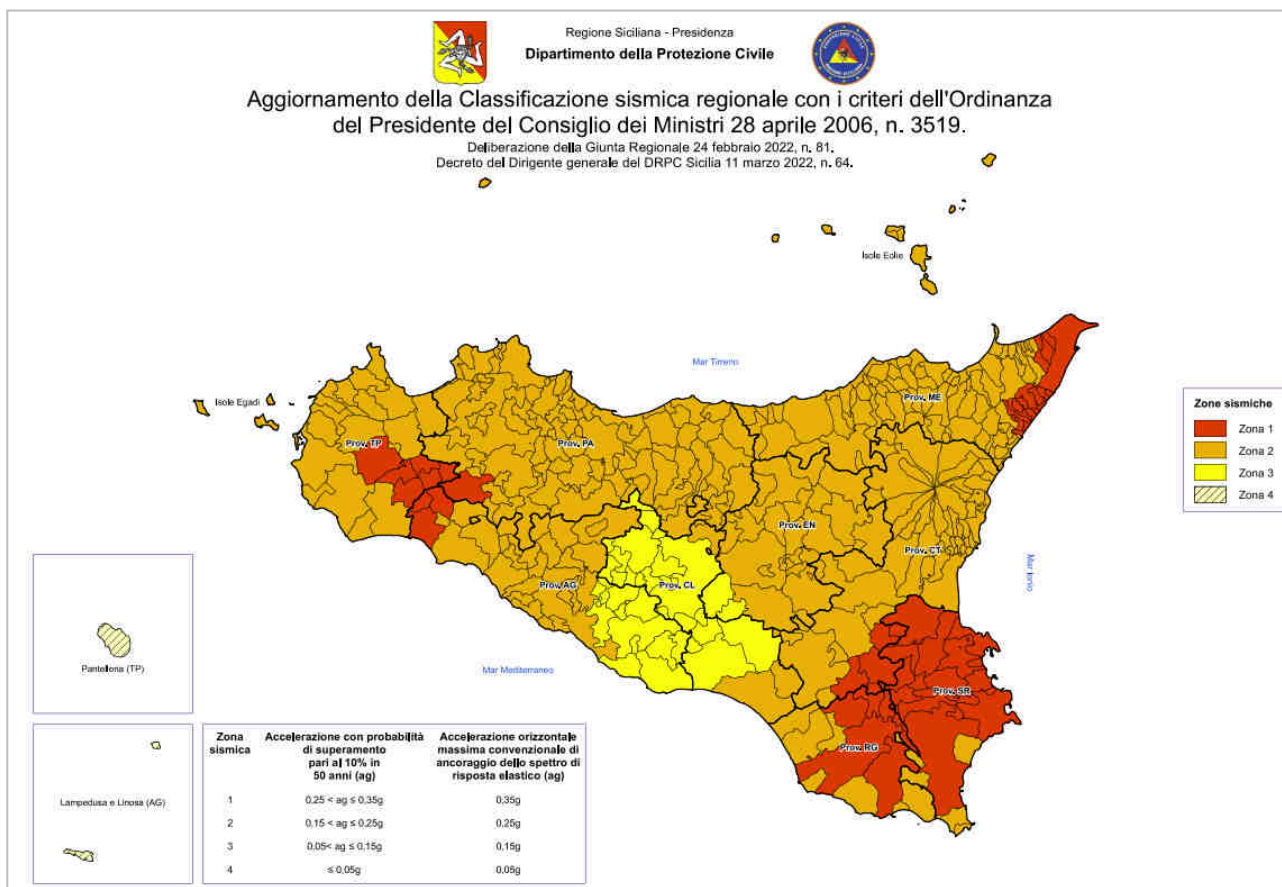 Regione Siciliana - Presidenza
Dipartimento della Protezione Civile
Aggiornamento della Classificazione sismica regionale con i criteri dell'Ordinanza
del Presidente del Consiglio dei Ministri 28 aprile 2006, n. 3519.
Deliberazione della Giunta Regionale 24 febbraio 2022, n. 81.
Decreto del Dirigente generale del DRPC Sicilia 11 marzo 2022, n. 64.
Isole Eolie
Mar Tirreno
Isole Egadi
Prov. ME
Prov. TP
Prov. PA
Prov. EN
Prov. CT
Prov. AG
Prov. CL
Mar Ionio
Mar Mediterraneo
Prov. SR
Prov. RG
Zone sismiche
Zona 1
Zona 2
Zona 3
Zona 4
Pantelleria (TP)
Lampedusa e Linosa (AG)
Zona sismica
Accelerazione con probabilità di superamento pari al 10% in 50 anni (ag)
Accelerazione orizzontale massima convenzionale di ancoraggio dello spettro di risposta elastico (ag)
1 0,25 < ag ≤ 0,35g 0,35g
2 0,15 < ag ≤ 0,25g 0,25g
3 0,05< ag ≤ 0,15g 0,15g
4 ≤ 0,05g 0,05g